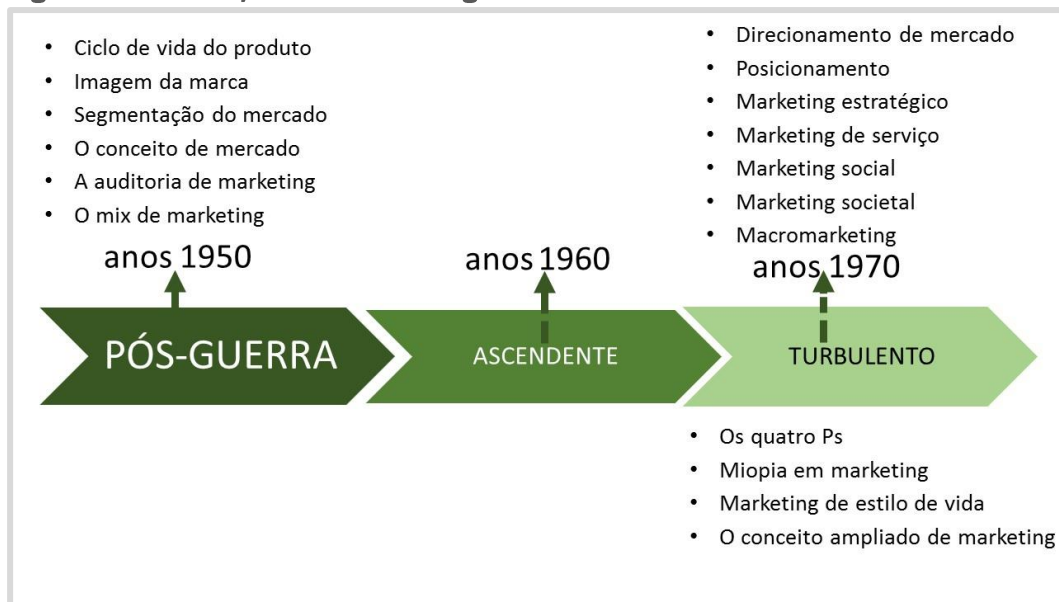 • Ciclo de vida do produto
• Imagem da marca
• Segmentação do mercado
• O conceito de mercado
• A auditoria de marketing
• O mix de marketing
anos 1950
PÓS-GUERRA
anos 1960
ASCENDENTE
• Direcionamento de mercado
• Posicionamento
• Marketing estratégico
• Marketing de serviço
• Marketing social
• Marketing societal
• Macromarketing
anos 1970
TURBULENTO
• Os quatro Ps
• Miopia em marketing
• Marketing de estilo de vida
• O conceito ampliado de marketing